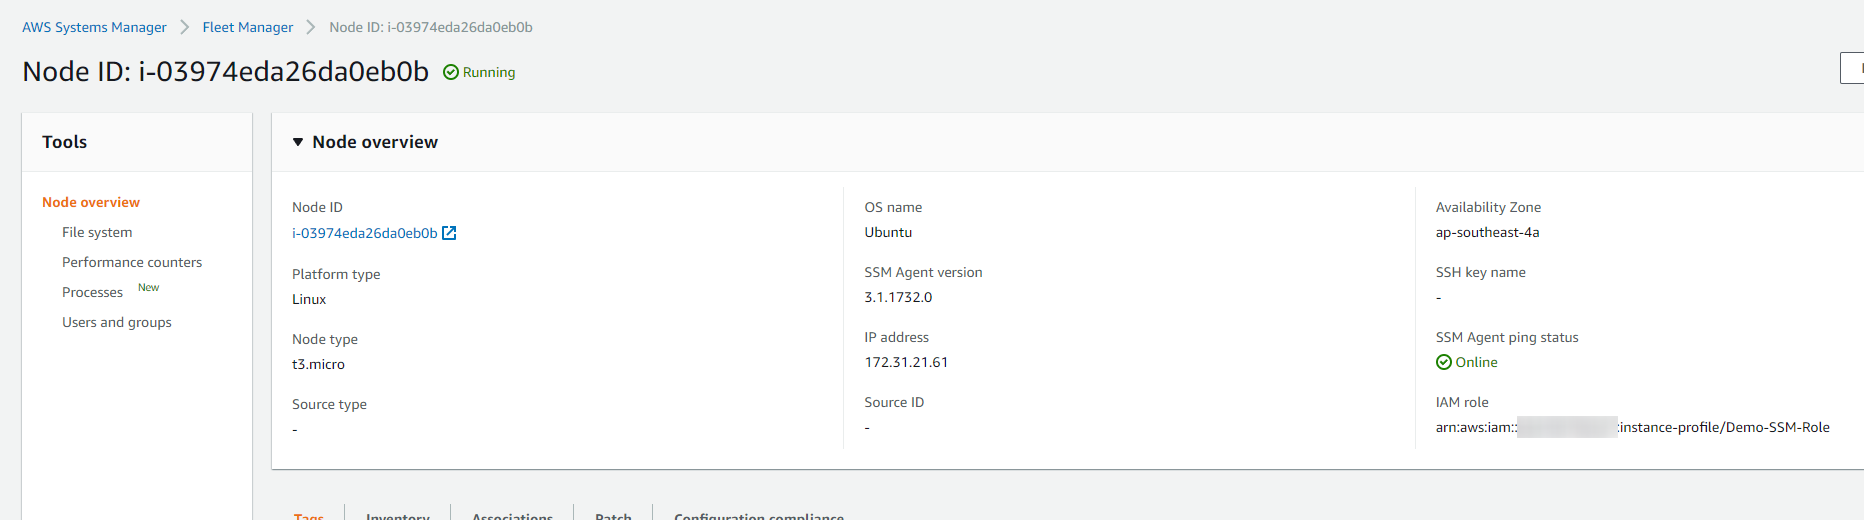 AWS Systems Manager > Fleet Manager > Node ID: i-03974eda26da0eb0b
Node ID: i-03974eda26da0eb0b Running
Tools
Node overview
File system
Performance counters
Processes New
Users and groups
Node overview
Node ID
i-03974eda26da0eb0b
Platform type
Linux
Node type
t3.micro
Source type
-
OS name
Ubuntu
SSM Agent version
3.1.1732.0
IP address
172.31.21.61
Source ID
-
Availability Zone
ap-southeast-4a
SSH key name
-
SSM Agent ping status
Online
IAM role
arn:aws:iam:: :instance-profile/Demo-SSM-Role
Tags Inventory Associations Patch Configuration compliance